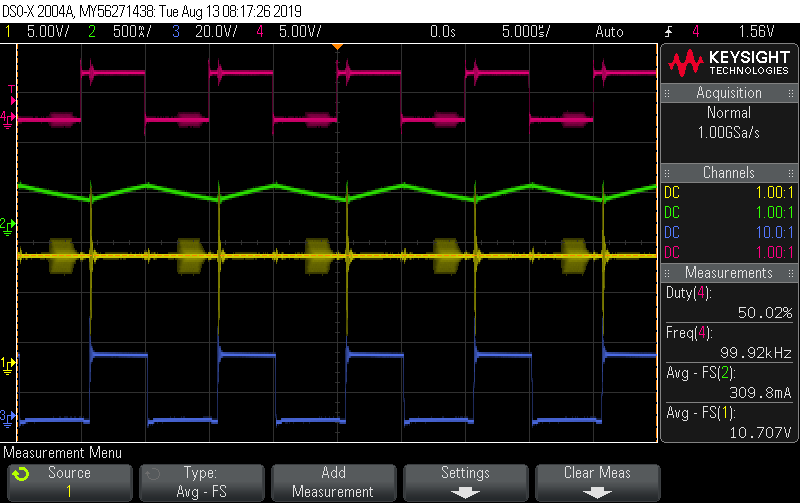 DSO-X 2004A, MY56271438: Tue Aug 13 08:17:26 2019
1 5.00V/ 2 500mA/ 3 20.0V/ 4 5.00V/ 0.0s 5.000µs/ Auto 4 1.56V
KEYSIGHT
TECHNOLOGIES
Acquisition
Normal
1.00GSa/s
Channels
DC 1.00:1
DC 1.00:1
DC 10.0:1
DC 1.00:1
Measurements
Duty(4):
50.02%
Freq(4):
99.92kHz
Avg - FS(2):
309.8mA
Avg - FS(1):
10.707V
T
4
2
1
3
Measurement Menu
Source
1
Type:
Avg - FS
Add
Measurement
Settings
Clear Meas